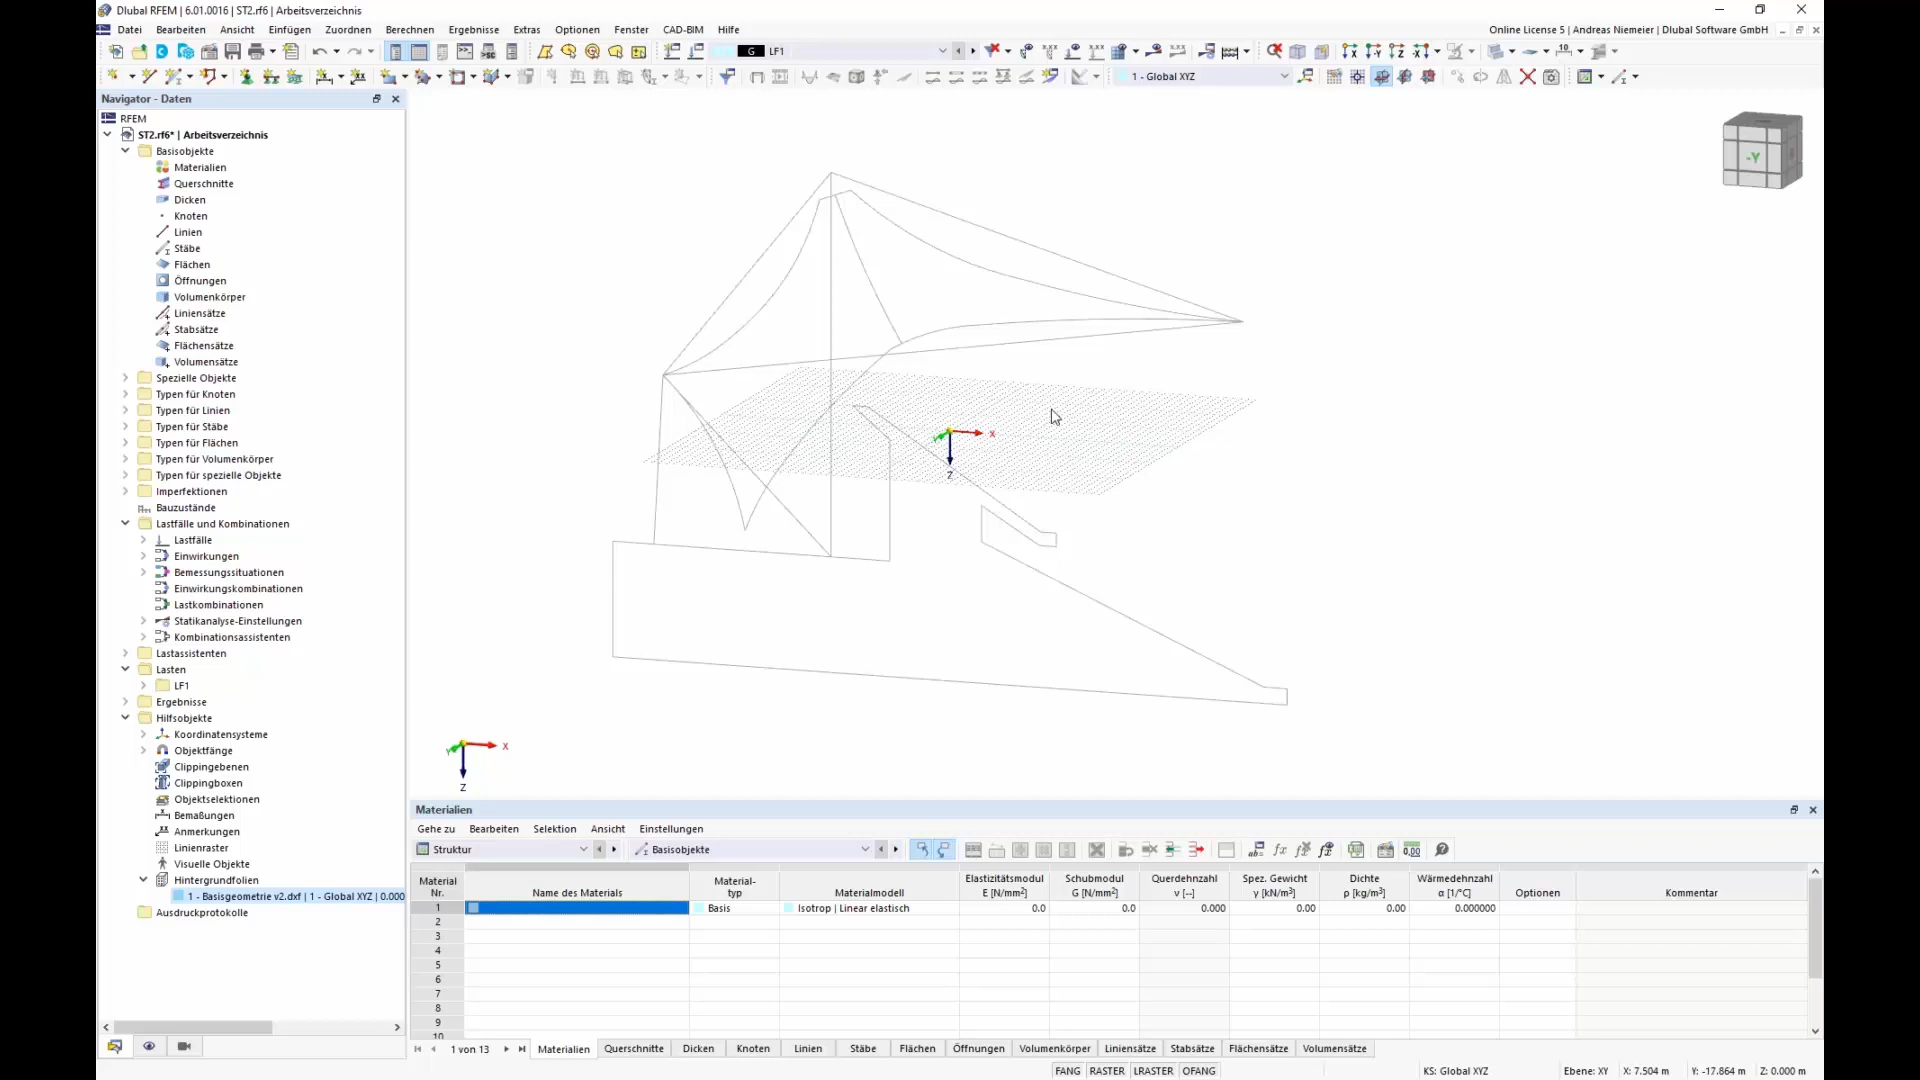 Dlubal RFEM | 6.01.0016 | ST2.rf6 | Arbeitsverzeichnis
Datei Bearbeiten Ansicht Einfügen Zuordnen Berechnen Ergebnisse Extras Optionen Fenster CAD-BIM Hilfe
Online License 5 | Andreas Niemeier | Dlubal Software GmbH
G LF1
1 - Global XYZ
Navigator - Daten
RFEM
ST2.rf6* | Arbeitsverzeichnis
Basisobjekte
Materialien
Querschnitte
Dicken
Knoten
Linien
Stäbe
Flächen
Öffnungen
Volumenkörper
Liniensätze
Stabsätze
Flächensätze
Volumensätze
Spezielle Objekte
Typen für Knoten
Typen für Linien
Typen für Stäbe
Typen für Flächen
Typen für Volumenkörper
Typen für spezielle Objekte
Imperfektionen
Bauzustände
Lastfälle und Kombinationen
Lastfälle
Einwirkungen
Bemessungssituationen
Einwirkungskombinationen
Lastkombinationen
Statikanalyse-Einstellungen
Kombinationsassistenten
Lastassistenten
Lasten
LF1
Ergebnisse
Hilfsobjekte
Koordinatensysteme
Objektfänge
Clippingebenen
Clippingboxen
Objektselektionen
Bemaßungen
Anmerkungen
Linienraster
Visuelle Objekte
Hintergrundfolien
1 - Basisgeometrie v2.dxf | 1 - Global XYZ | 0.000
Ausdruckprotokolle
-Y
X
Y
Z
X
Y
Z
Materialien
Gehe zu Bearbeiten Selektion Ansicht Einstellungen
Struktur Basisobjekte
Material Nr. Name des Materials Material-typ Materialmodell Elastizitätsmodul E [N/mm²] Schubmodul G [N/mm²] Querdehnzahl ν [--] Spez. Gewicht γ [kN/m³] Dichte ρ [kg/m³] Wärmedehnzahl α [1/°C] Optionen Kommentar
1 Basis Isotrop | Linear elastisch 0.0 0.0 0.000 0.00 0.00 0.000000
2
3
4
5
6
7
8
9
10
1 von 13 Materialien Querschnitte Dicken Knoten Linien Stäbe Flächen Öffnungen Volumenkörper Liniensätze Stabsätze Flächensätze Volumensätze
FANG RASTER LRASTER OFANG KS: Global XYZ Ebene: XY X: 7.504 m Y: -17.864 m Z: 0.000 m